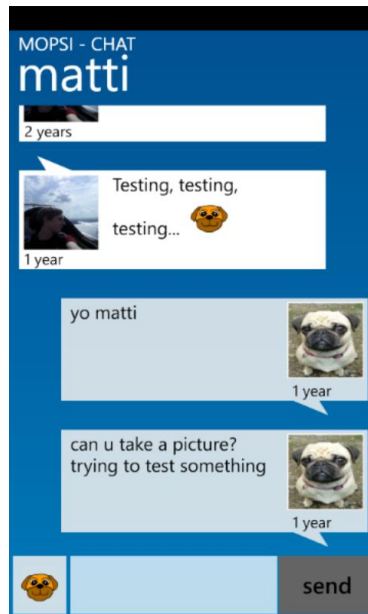 MOPSI - CHAT
matti
2 years
Testing, testing,
testing...
1 year
yo matti
1 year
can u take a picture?
trying to test something
1 year
send